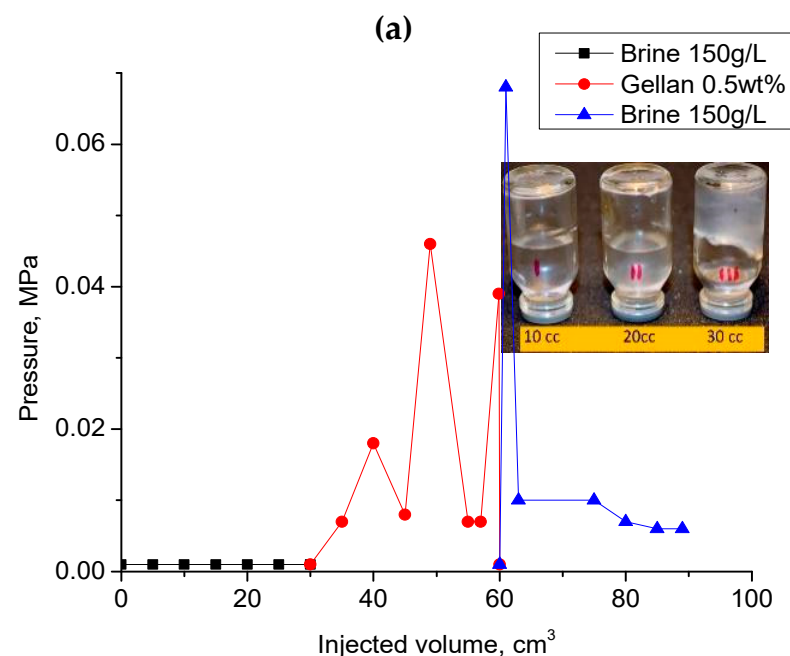 (a)
Brine 150g/L
Gellan 0.5wt%
Brine 150g/L
0.06
0.04
0.02
0.00
Pressure, MPa
10 cc 20cc 30 cc
0 20 40 60 80 100
Injected volume, cm³